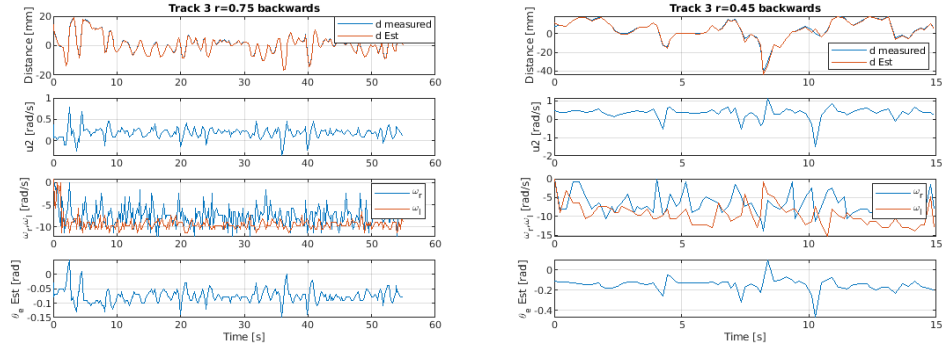 Track 3 r=0.75 backwards
Distance [mm]
20
0
-20
d measured
d Est
0 10 20 30 40 50 60
u2 [rad/s]
1
0.5
0
0 10 20 30 40 50 60
ω_r,ω_l [rad/s]
0
-5
-10
ω_r
ω_l
0 10 20 30 40 50 60
θ_e Est [rad]
0
-0.05
-0.1
-0.15
0 10 20 30 40 50 60
Time [s]
Track 3 r=0.45 backwards
Distance [mm]
0
-20
-40
d measured
d Est
0 5 10 15
u2 [rad/s]
1
0
-1
-2
0 5 10 15
ω_r,ω_l [rad/s]
0
-5
-10
-15
ω_r
ω_l
0 5 10 15
θ_e Est [rad]
0
-0.2
-0.4
0 5 10 15
Time [s]